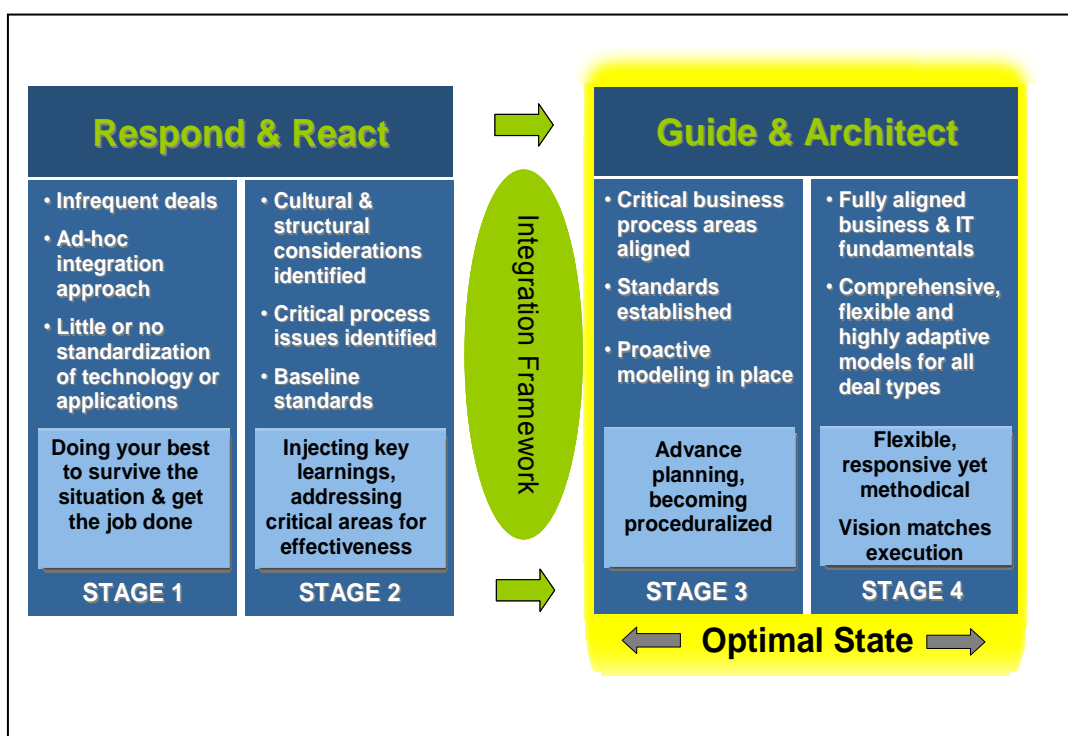 Respond & React
• Infrequent deals
• Ad-hoc
integration
approach
• Little or no
standardization
of technology or
applications
Doing your best
to survive the
situation & get
the job done
STAGE 1
• Cultural &
structural
considerations
identified
• Critical process
issues identified
• Baseline
standards
Injecting key
learnings,
addressing
critical areas for
effectiveness
STAGE 2
Integration Framework
Guide & Architect
• Critical business
process areas
aligned
• Standards
established
• Proactive
modeling in place
Advance
planning,
becoming
proceduralized
STAGE 3
• Fully aligned
business & IT
fundamentals
• Comprehensive,
flexible and
highly adaptive
models for all
deal types
Flexible,
responsive yet
methodical
Vision matches
execution
STAGE 4
Optimal State